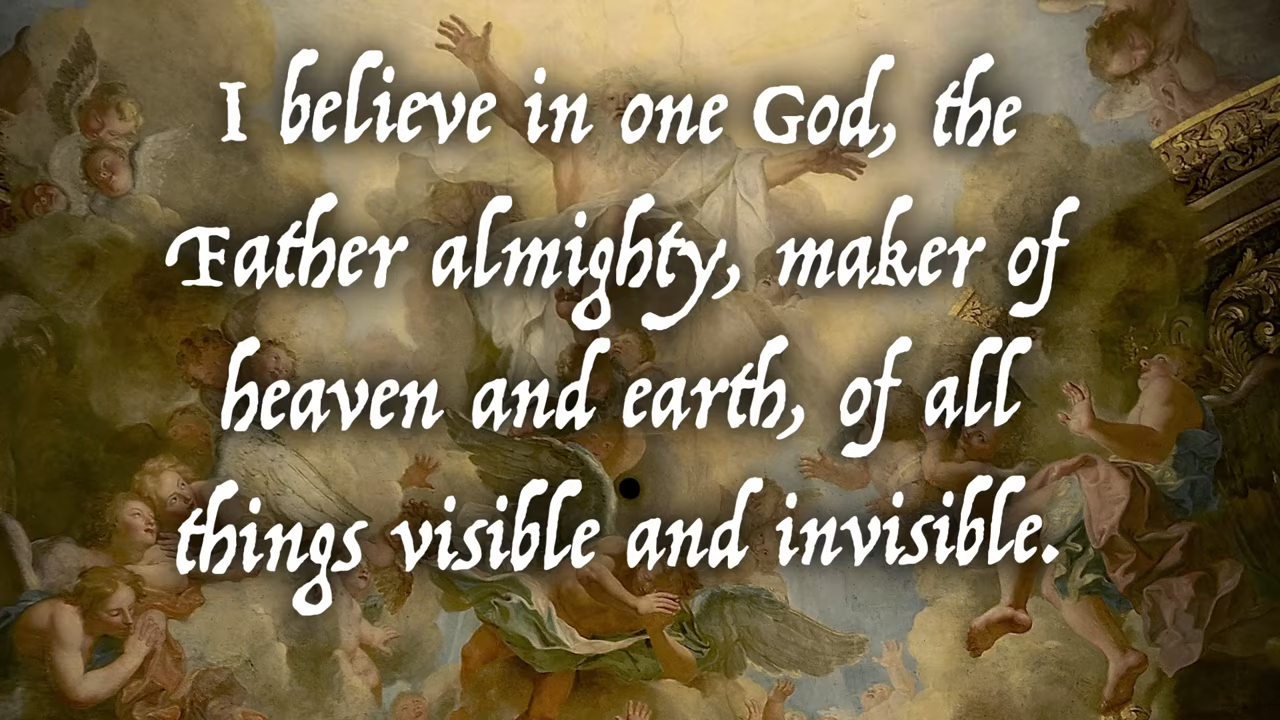 I believe in one God, the
Father almighty, maker of
heaven and earth, of all
things visible and invisible.